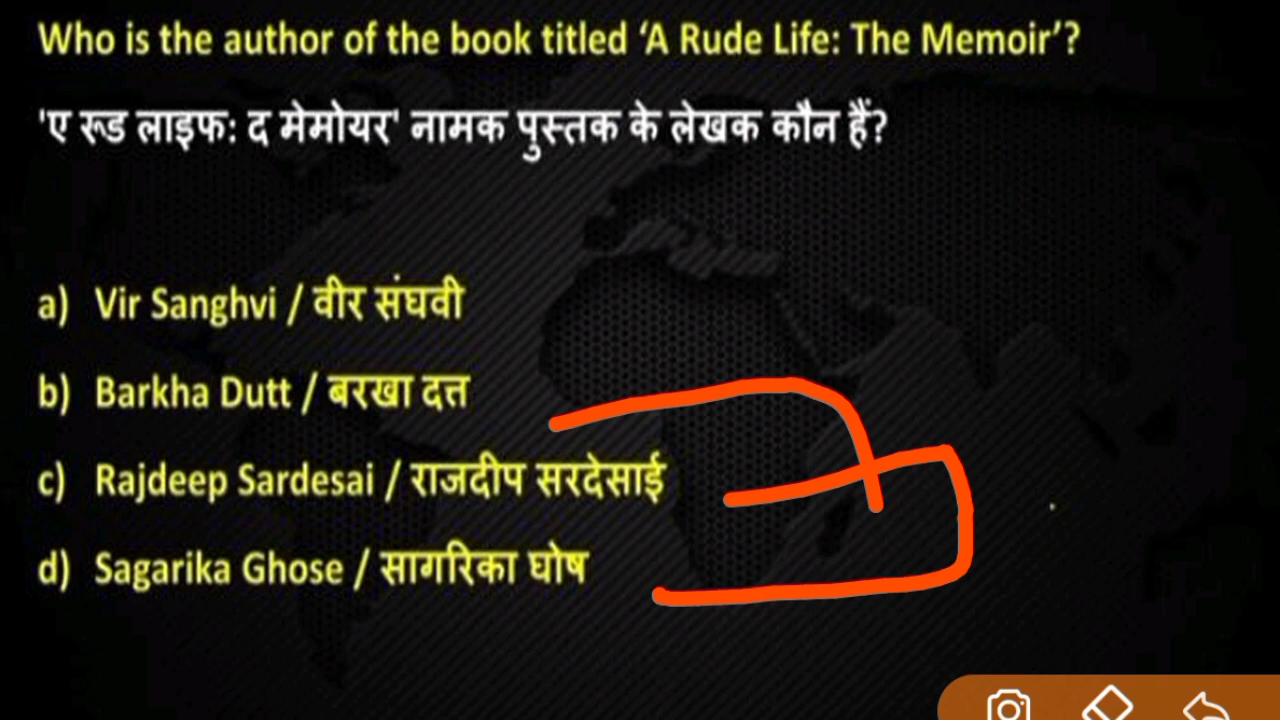 Who is the author of the book titled ‘A Rude Life: The Memoir’?
'ए रूड लाइफ: द मेमोयर' नामक पुस्तक के लेखक कौन हैं?
a) Vir Sanghvi / वीर संघवी
b) Barkha Dutt / बरखा दत्त
c) Rajdeep Sardesai / राजदीप सरदेसाई
d) Sagarika Ghose / सागरिका घोष